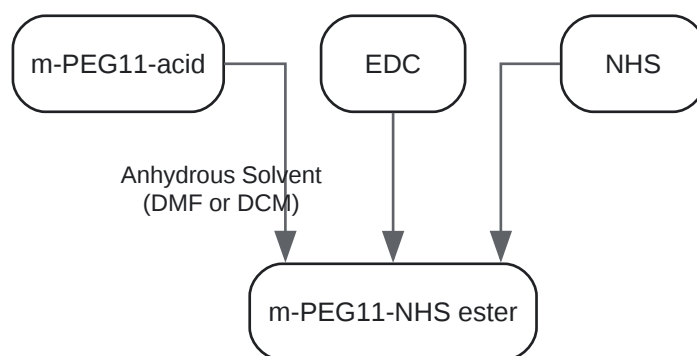 m-PEG11-acid
EDC
NHS
Anhydrous Solvent
(DMF or DCM)
m-PEG11-NHS ester